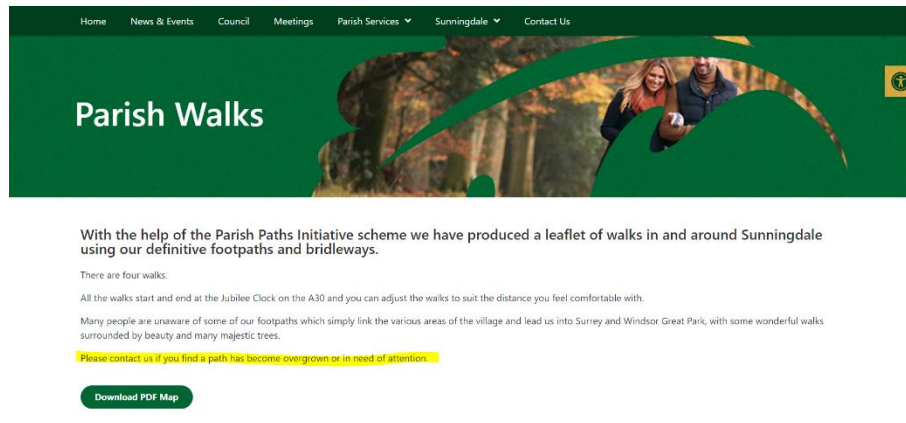 Home News & Events Council Meetings Parish Services Sunningdale Contact Us
Parish Walks
With the help of the Parish Paths Initiative scheme we have produced a leaflet of walks in and around Sunningdale
using our definitive footpaths and bridleways.
There are four walks.
All the walks start and end at the Jubilee Clock on the A30 and you can adjust the walks to suit the distance you feel comfortable with.
Many people are unaware of some of our footpaths which simply link the various areas of the village and lead us into Surrey and Windsor Great Park, with some wonderful walks
surrounded by beauty and many majestic trees.
Please contact us if you find a path has become overgrown or in need of attention.
Download PDF Map